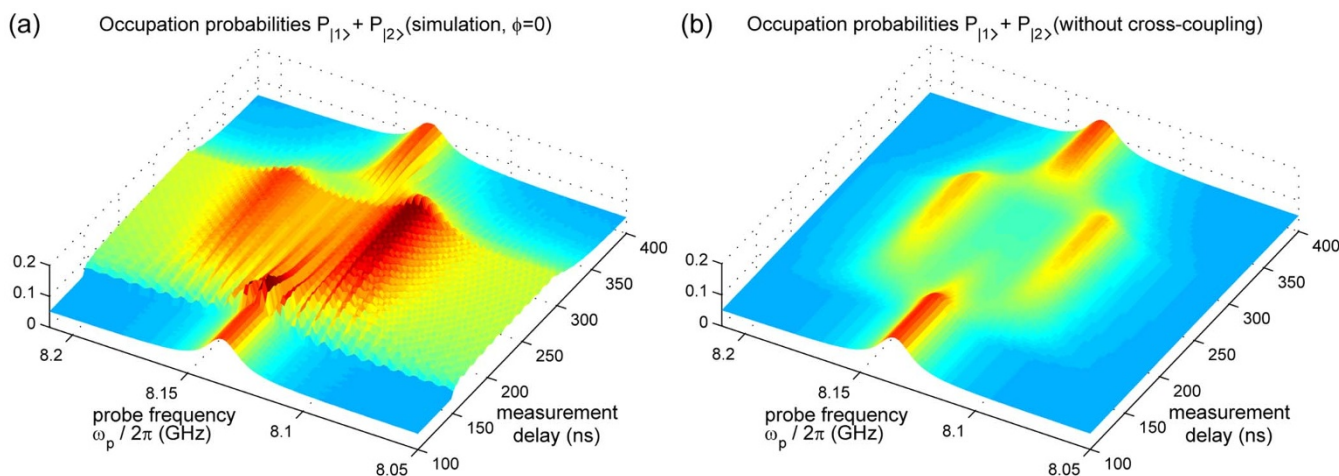 (a) Occupation probabilities P|1> + P|2> (simulation, ϕ=0)
0.2
0.1
0
8.2
8.15
8.1
8.05
probe frequency
ωp / 2π (GHz)
100
150
200
250
300
350
400
measurement
delay (ns)
(b) Occupation probabilities P|1> + P|2> (without cross-coupling)
0.2
0.1
0
8.2
8.15
8.1
8.05
probe frequency
ωp / 2π (GHz)
100
150
200
250
300
350
400
measurement
delay (ns)